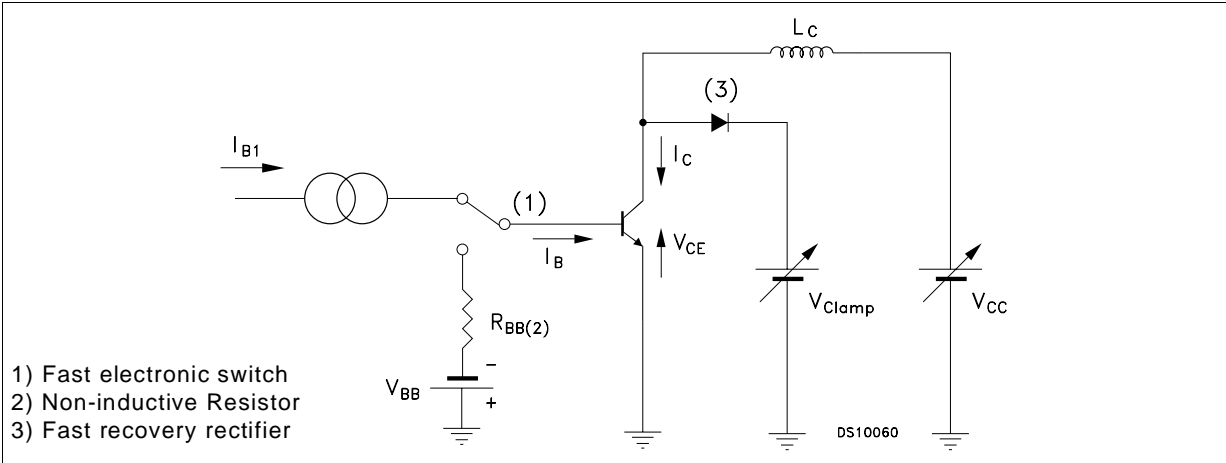 L_C
(3)
I_B1
I_C
(1)
I_B
V_CE
V_Clamp
V_CC
R_BB(2)
V_BB
-
+
1) Fast electronic switch
2) Non-inductive Resistor
3) Fast recovery rectifier
DS10060